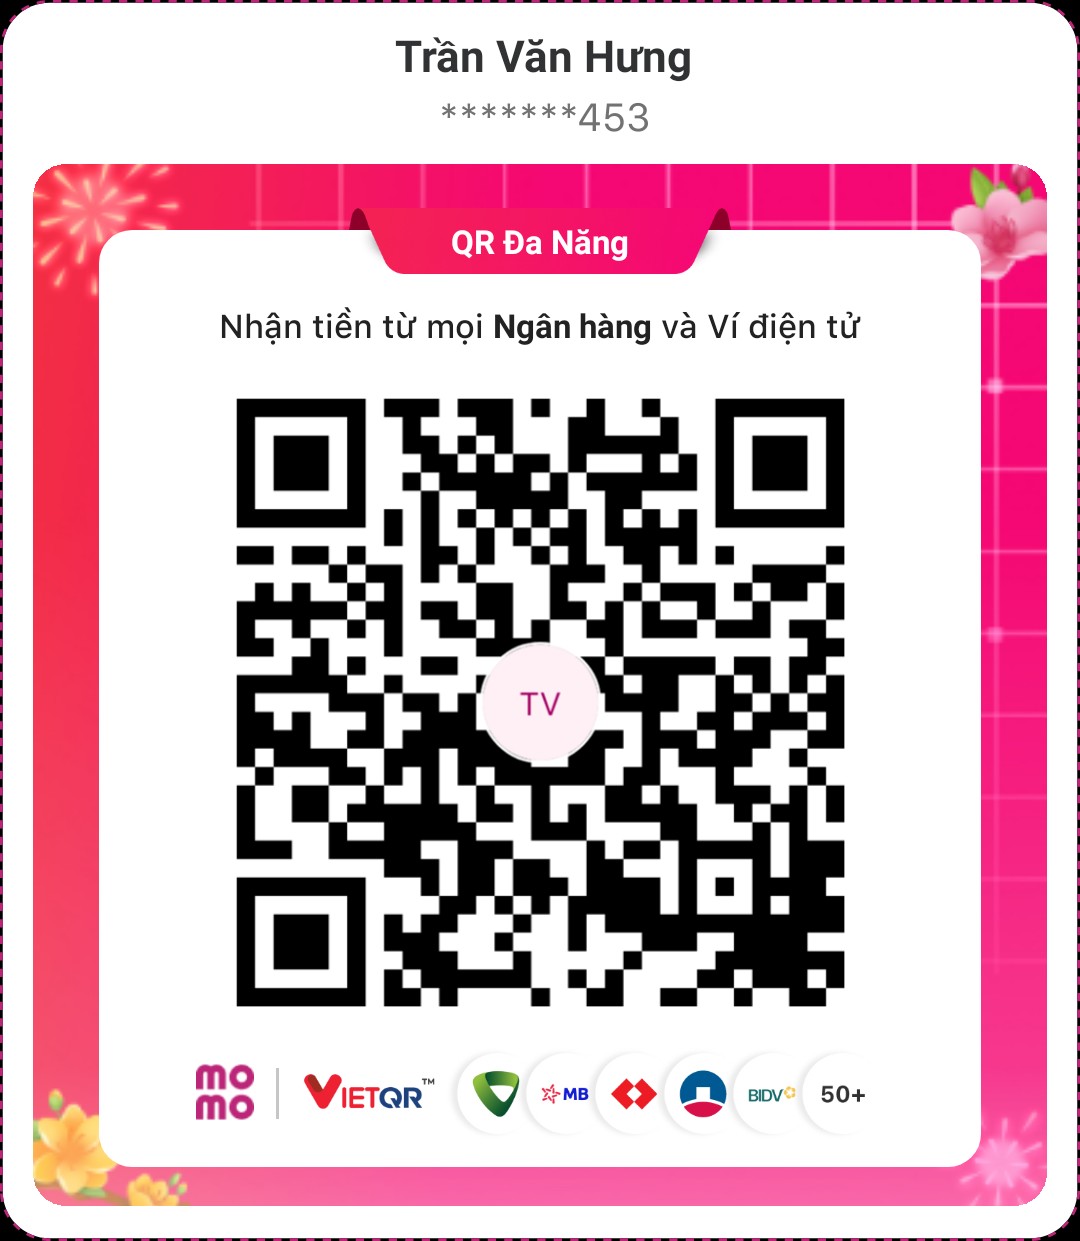 Trần Văn Hưng
*******453
QR Đa Năng
Nhận tiền từ mọi Ngân hàng và Ví điện tử
TV
mo
mo
VIETQR™
MB
BIDV
50+